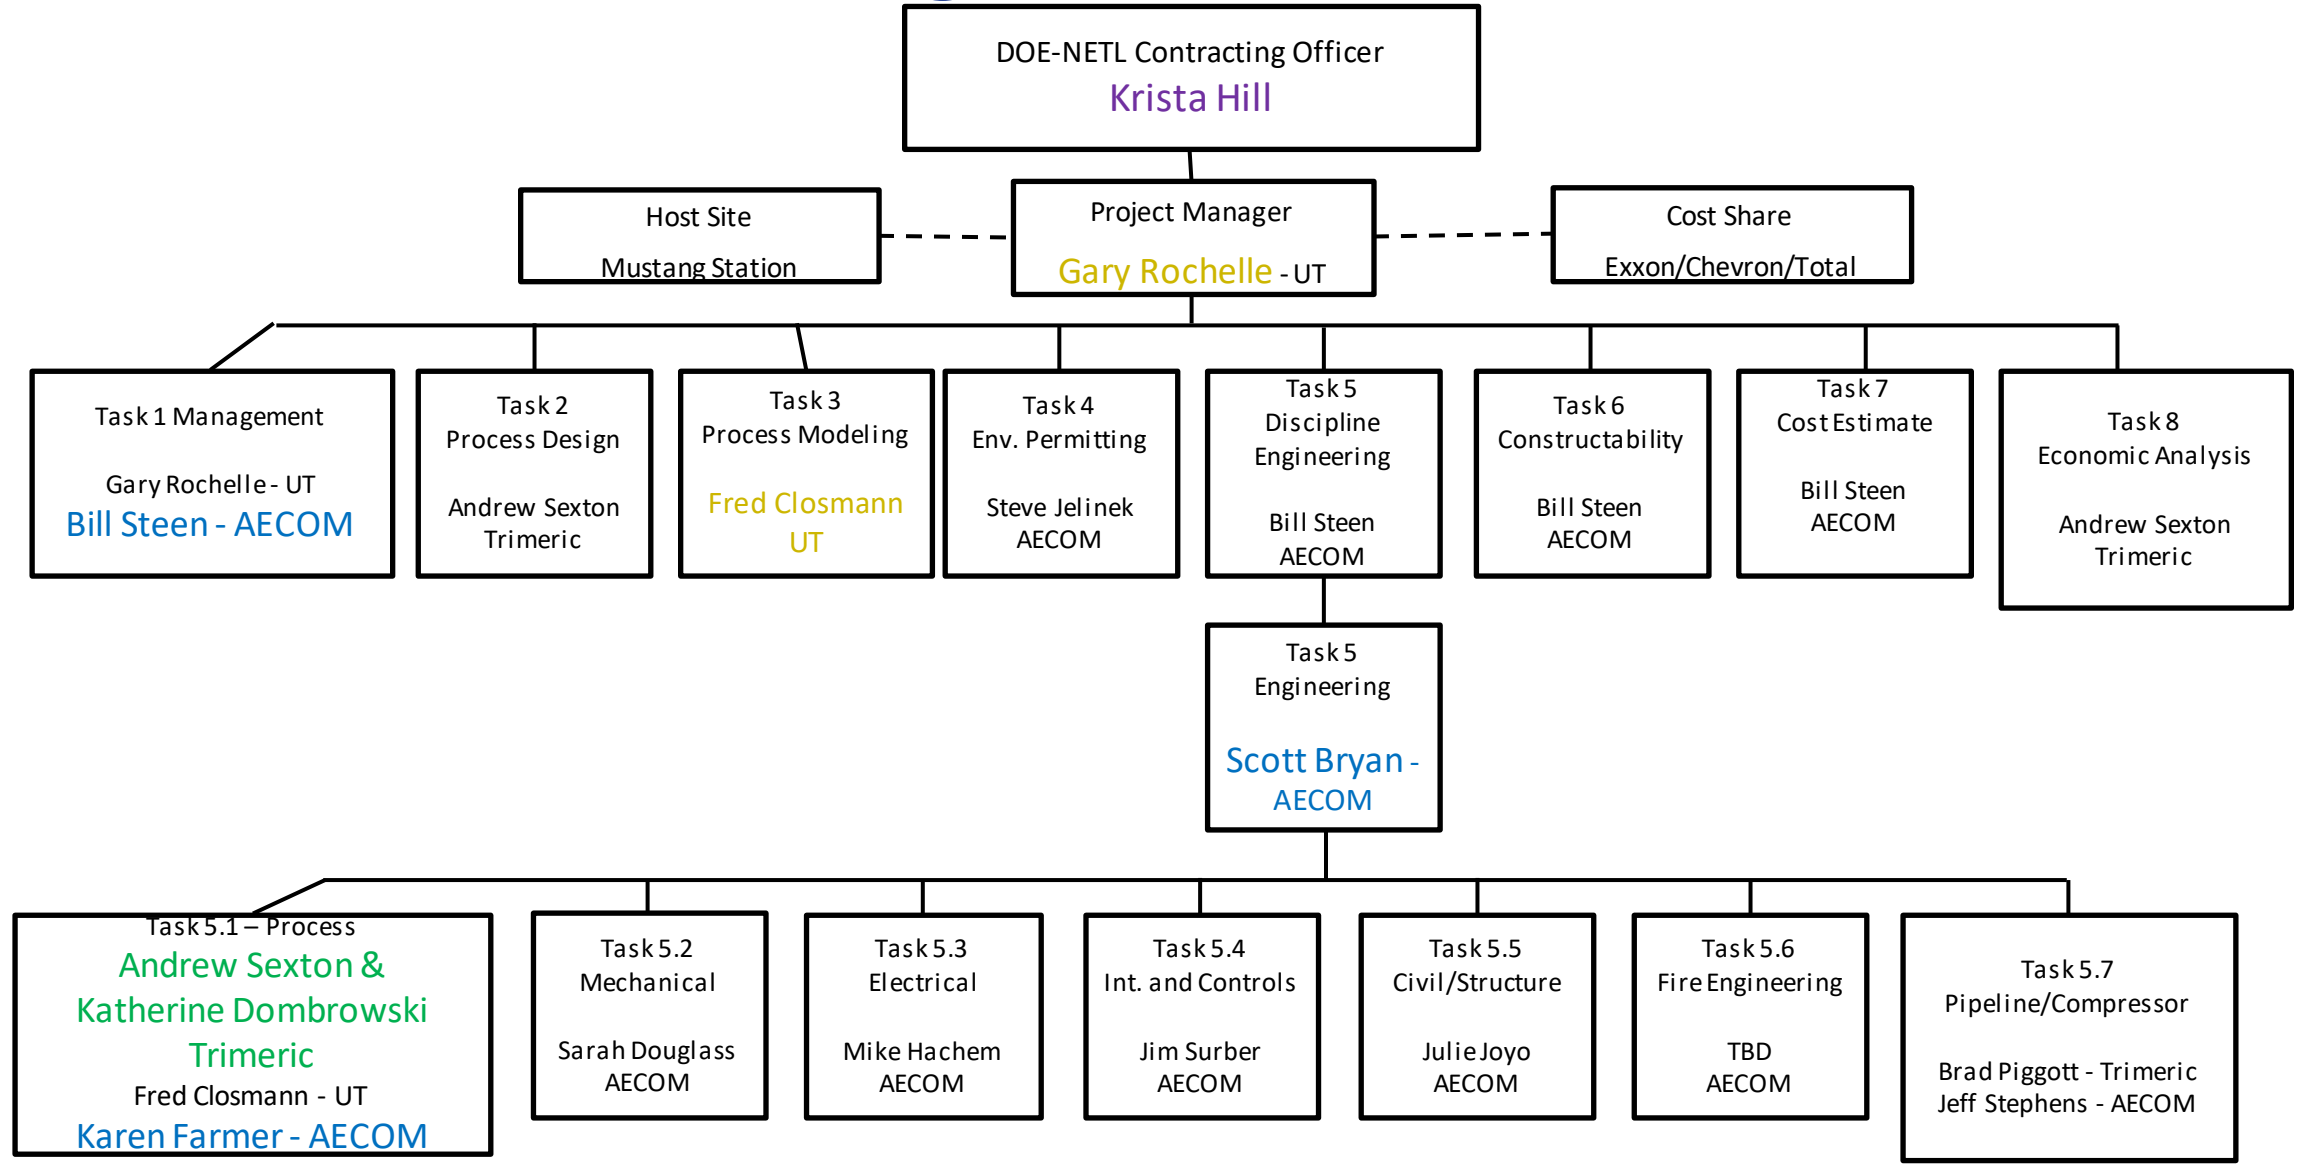 DOE-NETL Contracting Officer
Krista Hill
Host Site
Mustang Station
Project Manager
Gary Rochelle - UT
Cost Share
Exxon/Chevron/Total
Task 1 Management
Gary Rochelle - UT
Bill Steen - AECOM
Task 2
Process Design
Andrew Sexton
Trimeric
Task 3
Process Modeling
Fred Closmann
UT
Task 4
Env. Permitting
Steve Jelinek
AECOM
Task 5
Discipline
Engineering
Bill Steen
AECOM
Task 6
Constructability
Bill Steen
AECOM
Task 7
Cost Estimate
Bill Steen
AECOM
Task 8
Economic Analysis
Andrew Sexton
Trimeric
Task 5
Engineering
Scott Bryan -
AECOM
Task 5.1 – Process
Andrew Sexton &
Katherine Dombrowski
Trimeric
Fred Closmann - UT
Karen Farmer - AECOM
Task 5.2
Mechanical
Sarah Douglass
AECOM
Task 5.3
Electrical
Mike Hachem
AECOM
Task 5.4
Int. and Controls
Jim Surber
AECOM
Task 5.5
Civil/Structure
Julie Joyo
AECOM
Task 5.6
Fire Engineering
TBD
AECOM
Task 5.7
Pipeline/Compressor
Brad Piggott - Trimeric
Jeff Stephens - AECOM